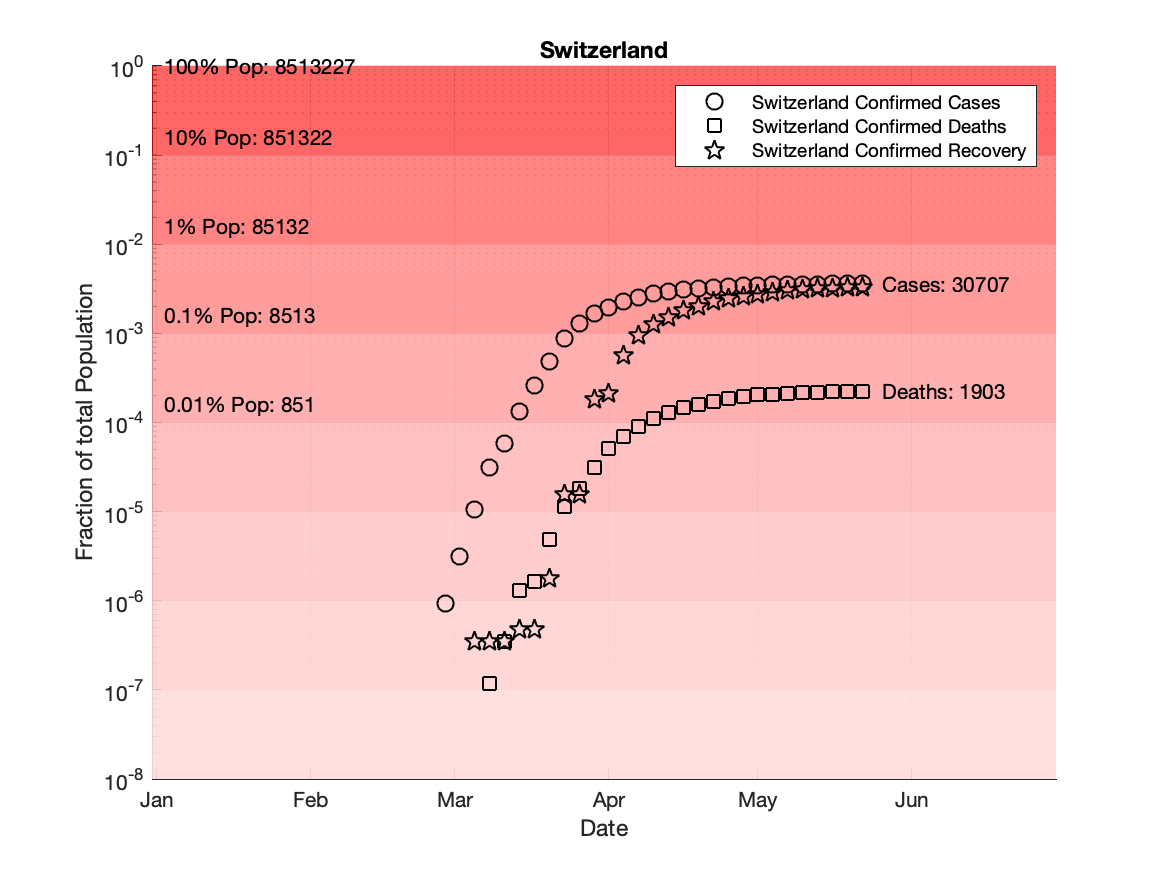 Switzerland
10^0
100% Pop: 8513227
Switzerland Confirmed Cases
Switzerland Confirmed Deaths
Switzerland Confirmed Recovery
10% Pop: 851322
10^-1
1% Pop: 85132
10^-2
Cases: 30707
0.1% Pop: 8513
10^-3
Deaths: 1903
0.01% Pop: 851
10^-4
10^-5
10^-6
10^-7
10^-8
Fraction of total Population
Jan Feb Mar Apr May Jun
Date